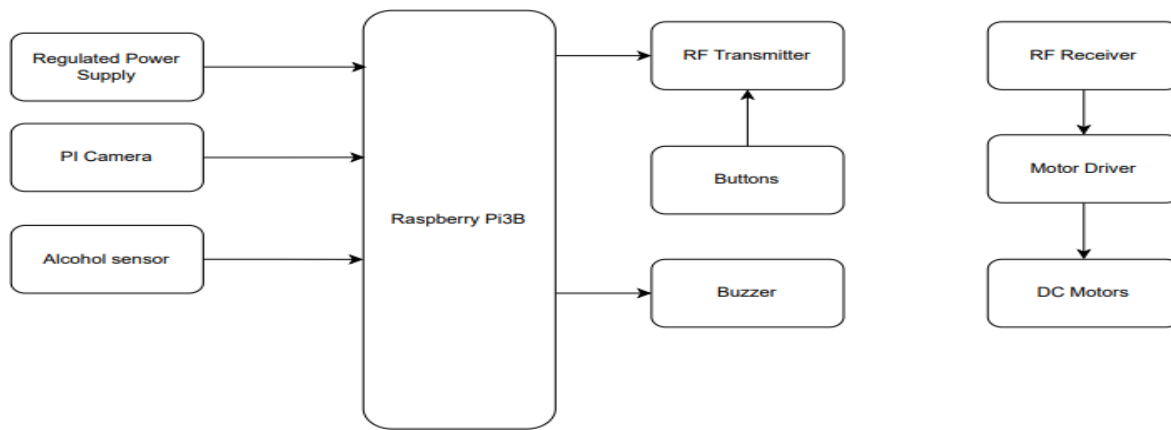 Regulated Power
Supply
PI Camera
Alcohol sensor
Raspberry Pi3B
RF Transmitter
Buttons
Buzzer
RF Receiver
Motor Driver
DC Motors